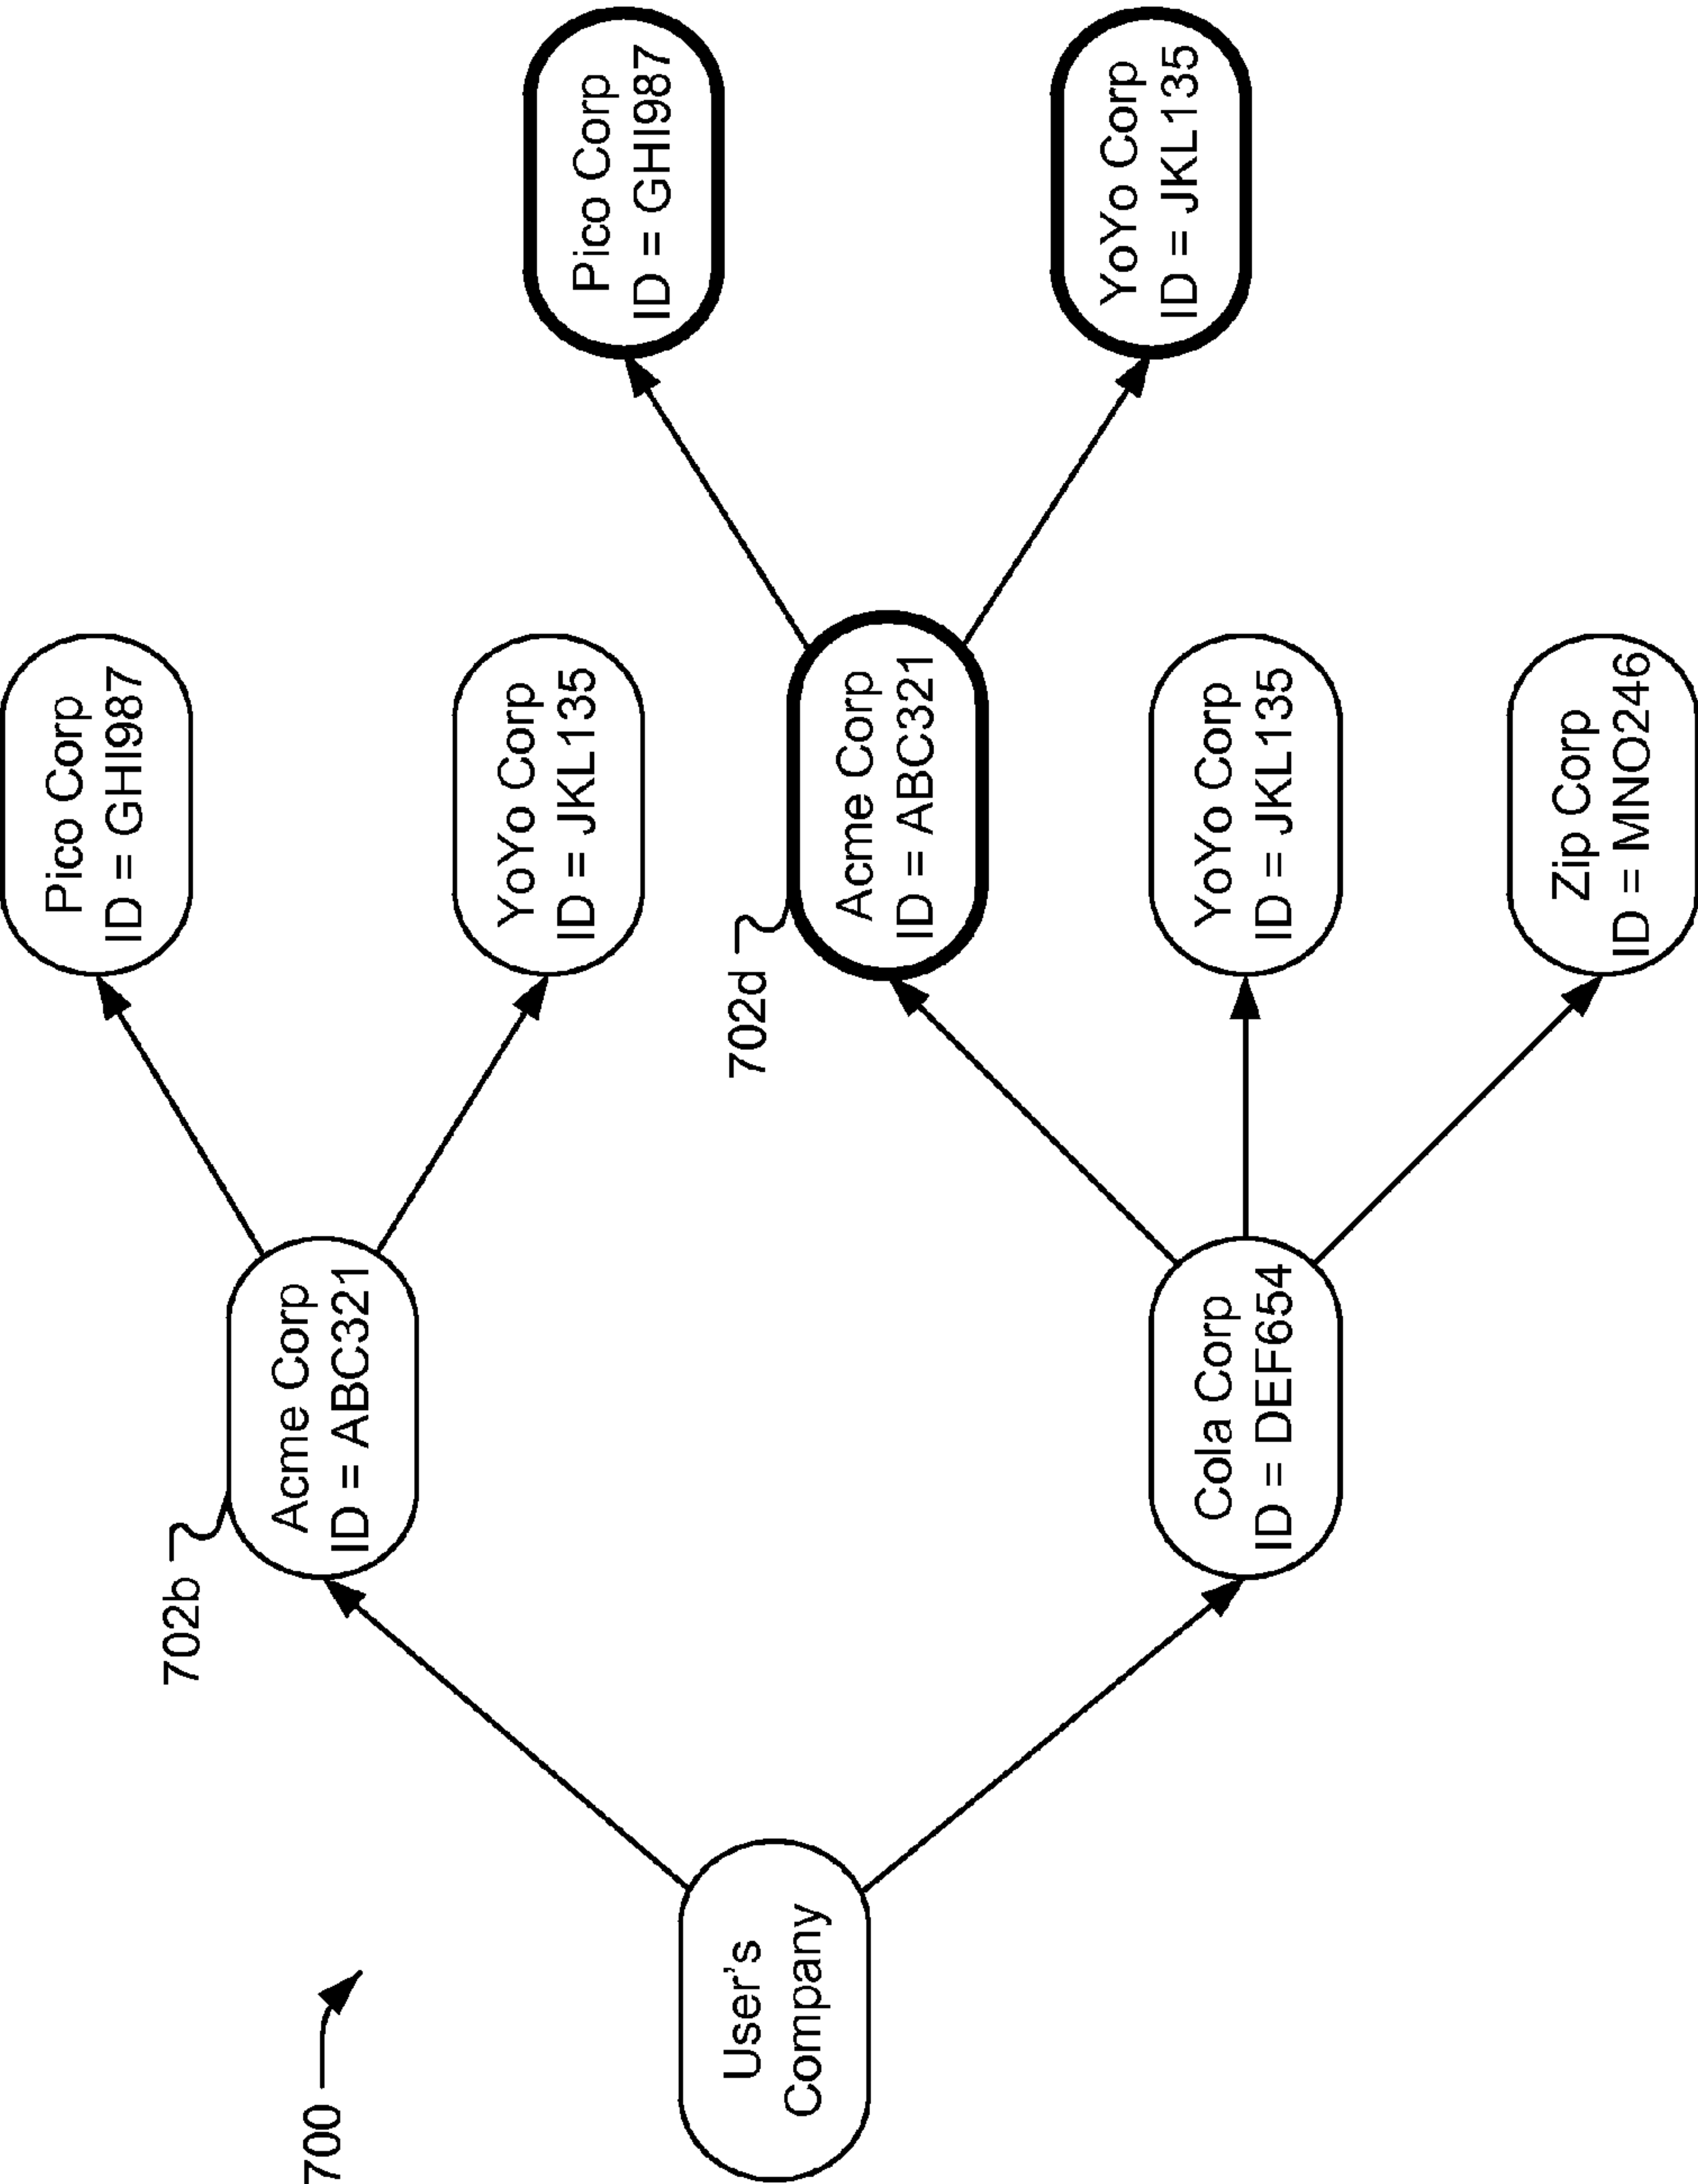 700
User's
Company
702b
Acme Corp
ID = ABC321
Cola Corp
ID = DEF654
Pico Corp
ID = GHI987
YoYo Corp
ID = JKL135
702d
Acme Corp
ID = ABC321
YoYo Corp
ID = JKL135
Zip Corp
ID = MNO246
Pico Corp
ID = GHI987
YoYo Corp
ID = JKL135